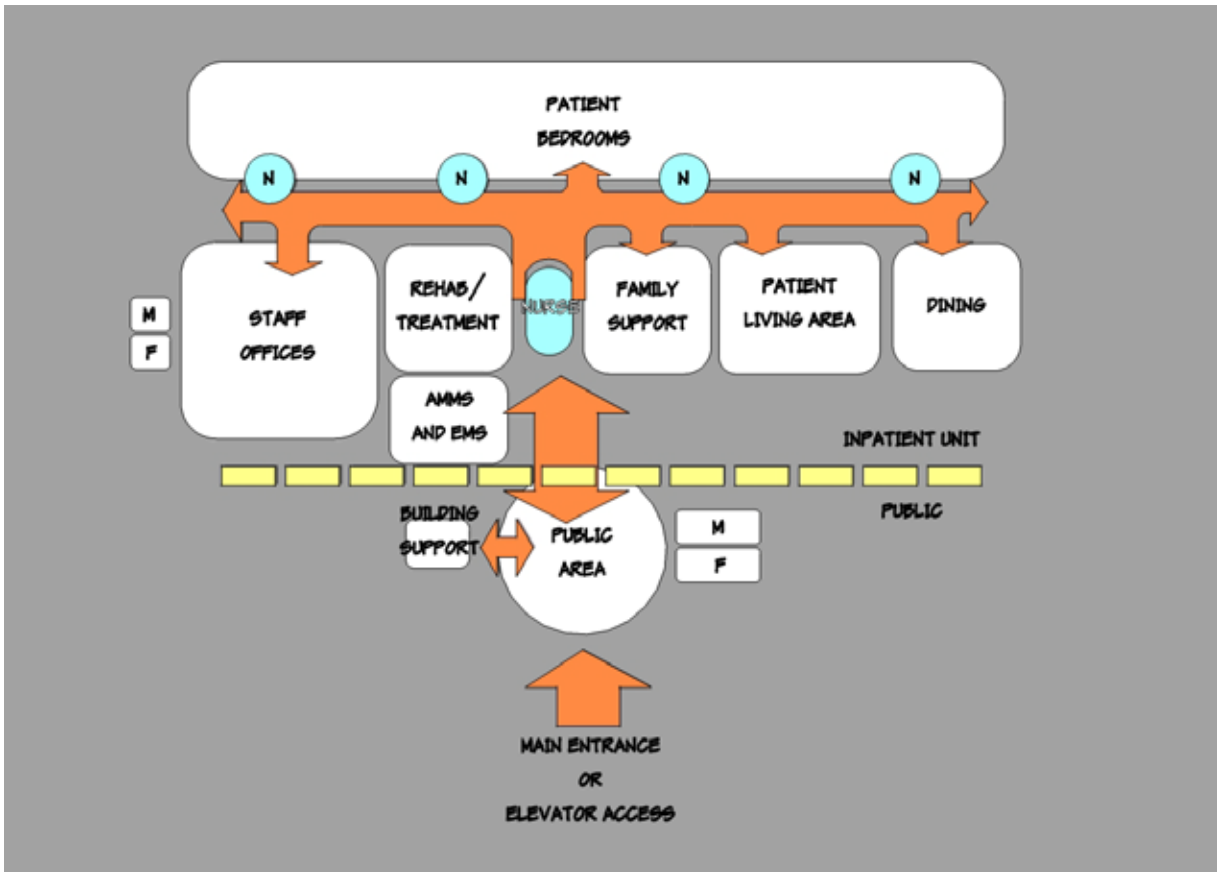 PATIENT
BEDROOMS
N
N
N
N
REHAB/
TREATMENT
NURSE
FAMILY
SUPPORT
PATIENT
LIVING AREA
DINING
M
F
STAFF
OFFICES
AMMS
AND EMS
INPATIENT UNIT
PUBLIC
BUILDING
SUPPORT
PUBLIC
AREA
M
F
MAIN ENTRANCE
OR
ELEVATOR ACCESS